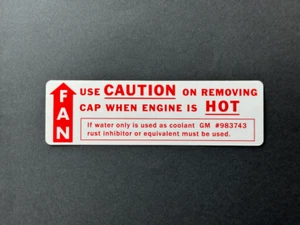 FAN
USE CAUTION ON REMOVING
CAP WHEN ENGINE IS HOT
If water only is used as coolant GM #983743
rust inhibitor or equivalent must be used.